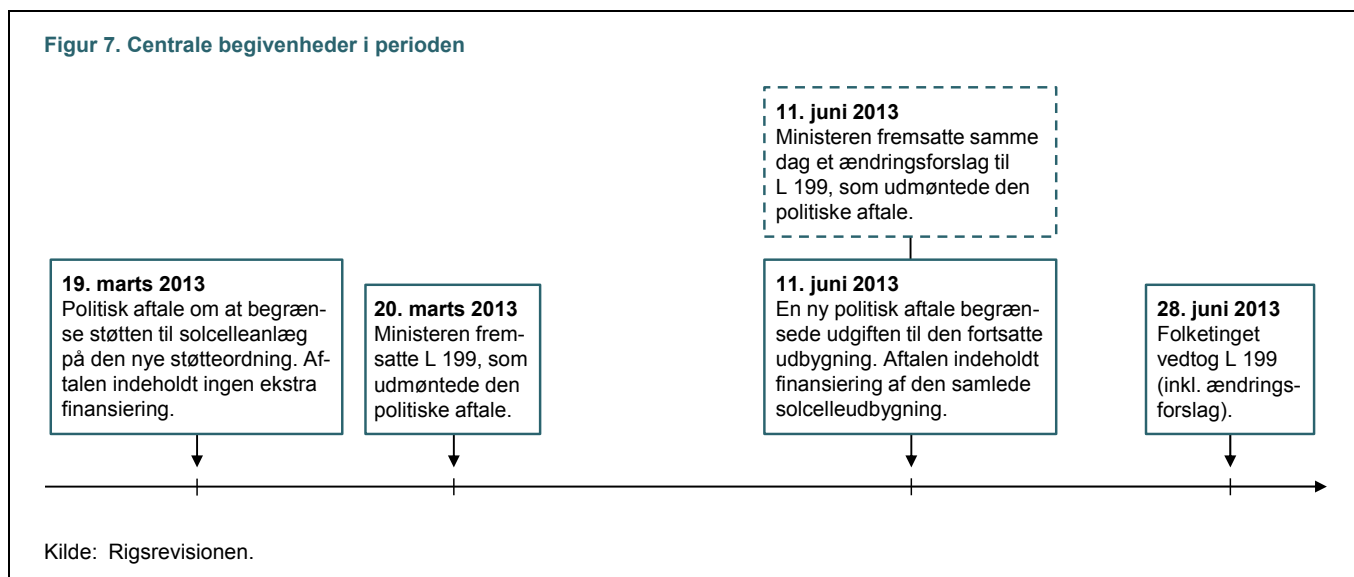 Figur 7. Centrale begivenheder i perioden
11. juni 2013
Ministeren fremsatte samme
dag et ændringsforslag til
L 199, som udmøntede den
politiske aftale.
19. marts 2013
Politisk aftale om at begræn-
se støtten til solcelleanlæg
på den nye støtteordning. Af-
talen indeholdt ingen ekstra
finansiering.
20. marts 2013
Ministeren frem-
satte L 199, som
udmøntede den
politiske aftale.
11. juni 2013
En ny politisk aftale begræn-
sede udgiften til den fortsatte
udbygning. Aftalen indeholdt
finansiering af den samlede
solcelleudbygning.
28. juni 2013
Folketinget
vedtog L 199
(inkl. ændrings-
forslag).
Kilde: Rigsrevisionen.